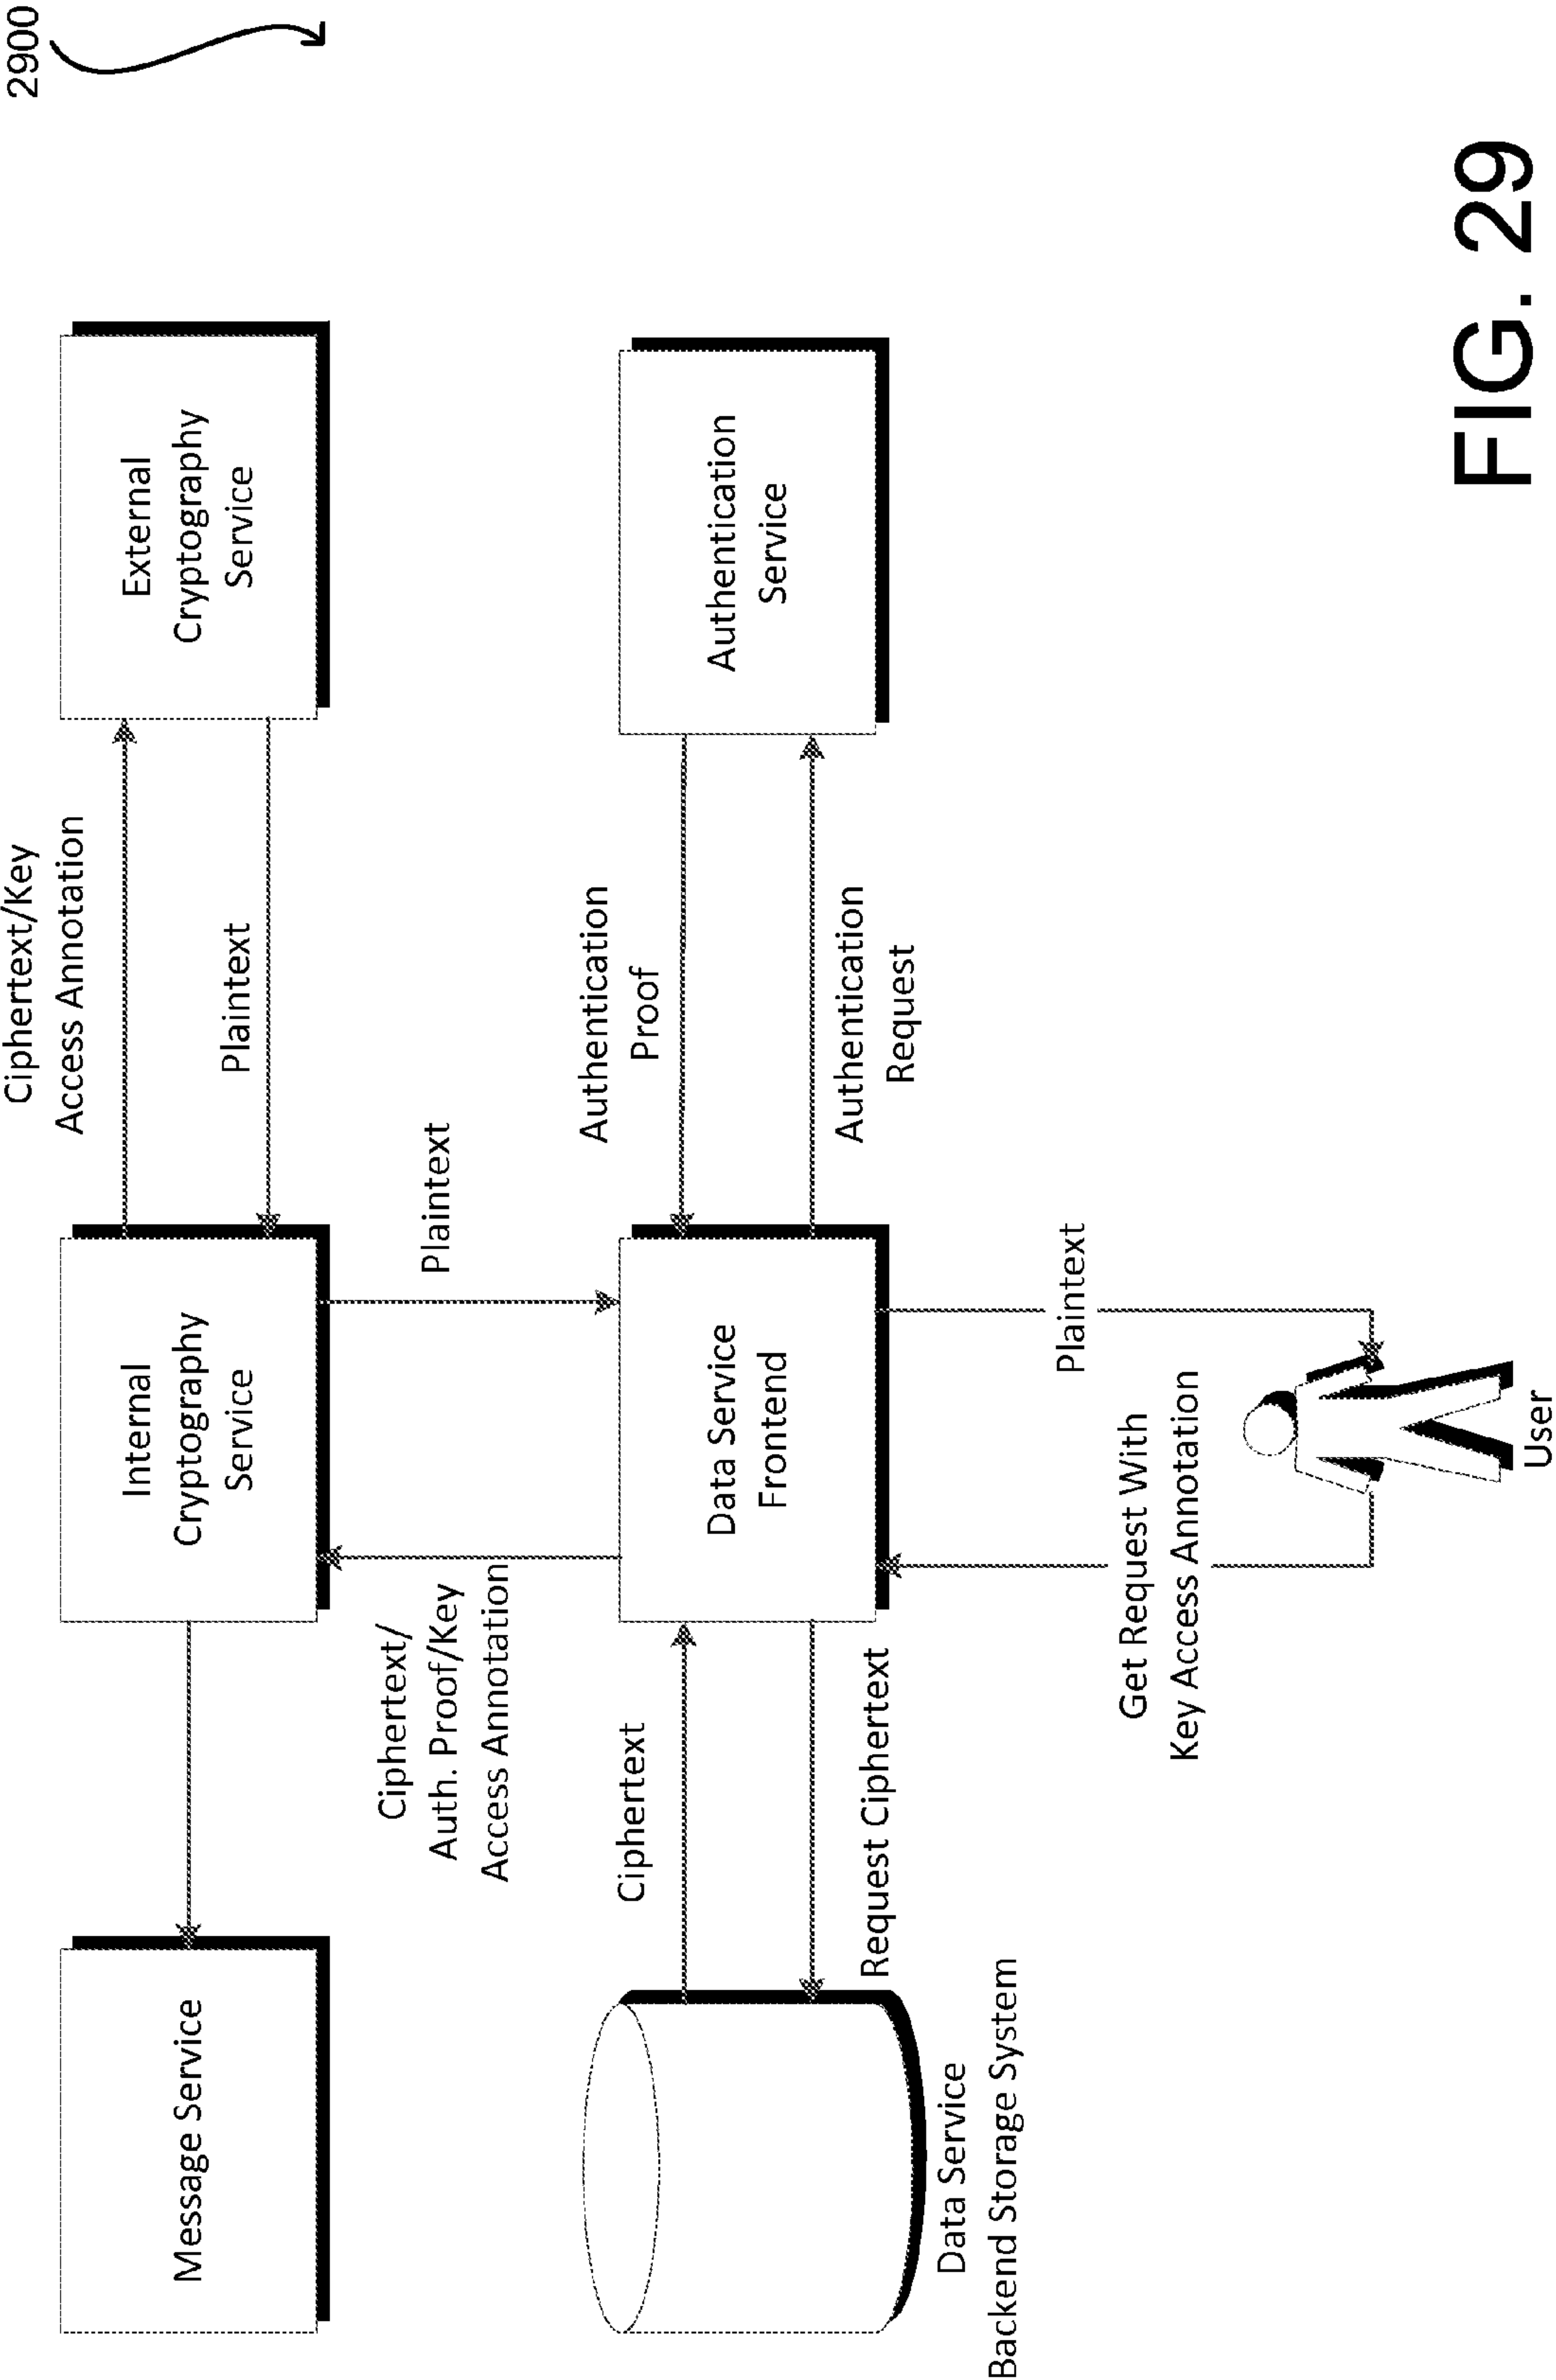 2900
Message Service
Internal
Cryptography
Service
External
Cryptography
Service
Ciphertext/Key
Access Annotation
Plaintext
Ciphertext/
Auth. Proof/Key
Access Annotation
Plaintext
Authentication
Proof
Ciphertext
Data Service
Frontend
Authentication
Service
Request Ciphertext
Authentication
Request
Data Service
Backend Storage System
Get Request With
Key Access Annotation
Plaintext
User
FIG. 29